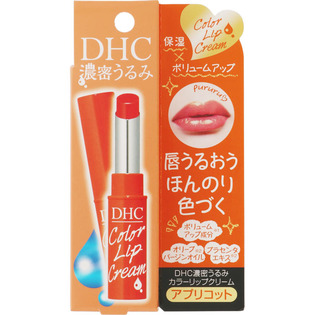 DHC
濃密うるみ
DHC
Color
Lip
Cream
Color Lip
Cream
保湿
×
ボリュームアップ
pururu
唇うるおう
ほんのり
色づく
ボリューム
アップ成分
オリーブ
バージンオイル
プラセンタ
エキス
DHC濃密うるみ
カラーリップクリーム
アプリコット